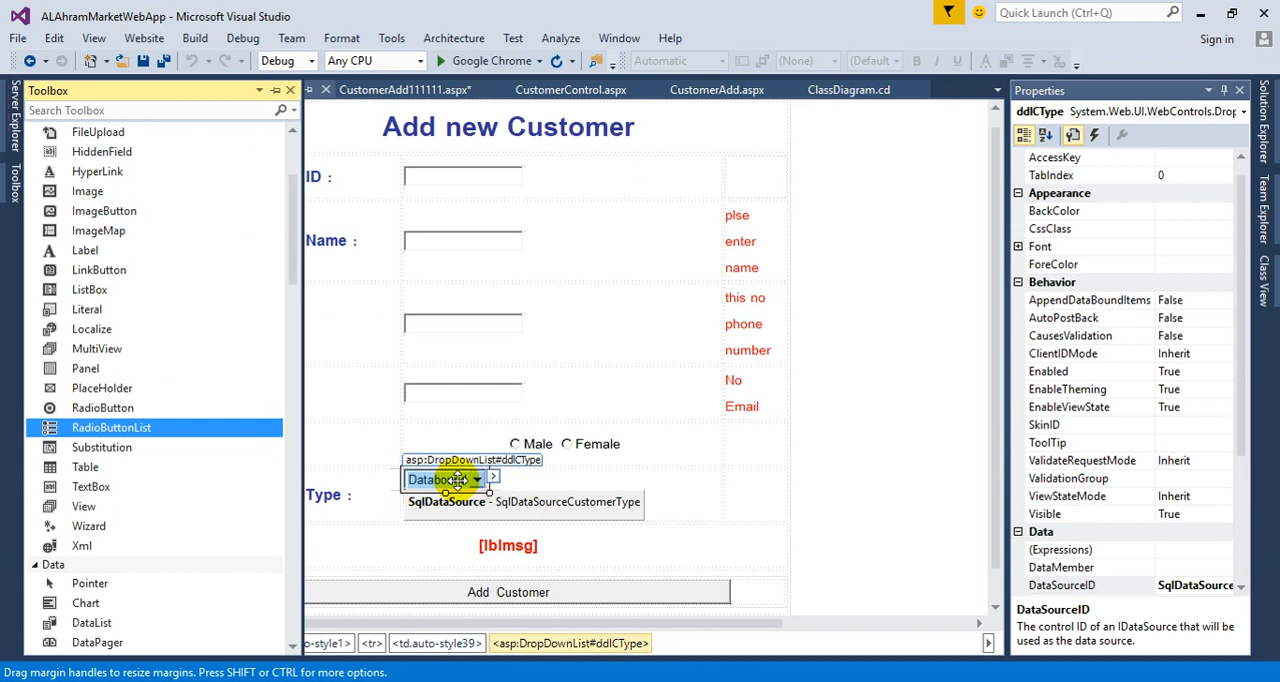 ALAhramMarketWebApp - Microsoft Visual Studio
Quick Launch (Ctrl+Q)
File Edit View Website Build Debug Team Format Tools Architecture Test Analyze Window Help
Sign in
Debug Any CPU Google Chrome Automatic (None) (Default B I U A
Toolbox
CustomerAdd111111.aspx* CustomerControl.aspx CustomerAdd.aspx ClassDiagram.cd
Properties
Search Toolbox
ddlCType System.Web.UI.WebControls.Drop
Server Explorer
Toolbox
Solution Explorer
Team Explorer
Class View
FileUpload
HiddenField
HyperLink
Image
ImageButton
ImageMap
Label
LinkButton
ListBox
Literal
Localize
MultiView
Panel
PlaceHolder
RadioButton
RadioButtonList
Substitution
Table
TextBox
View
Wizard
Xml
Data
Pointer
Chart
DataList
DataPager
Add new Customer
ID :
Name :
plse
enter
name
this no
phone
number
No
Email
Male Female
asp:DropDownList#ddlCType
Type :
SqlDataSource - SqlDataSourceCustomerType
[lblmsg]
Add Customer
o-style1> <tr> <td.auto-style39> <asp:DropDownList#ddlCType>
AccessKey
TabIndex 0
Appearance
BackColor
CssClass
Font
ForeColor
Behavior
AppendDataBoundItems False
AutoPostBack False
CausesValidation False
ClientIDMode Inherit
Enabled True
EnableTheming True
EnableViewState True
SkinID
ToolTip
ValidateRequestMode Inherit
ValidationGroup
ViewStateMode Inherit
Visible True
Data
(Expressions)
DataMember
DataSourceID SqlDataSource
DataSourceID
The control ID of an IDataSource that will be
used as the data source.
Drag margin handles to resize margins. Press SHIFT or CTRL for more options.